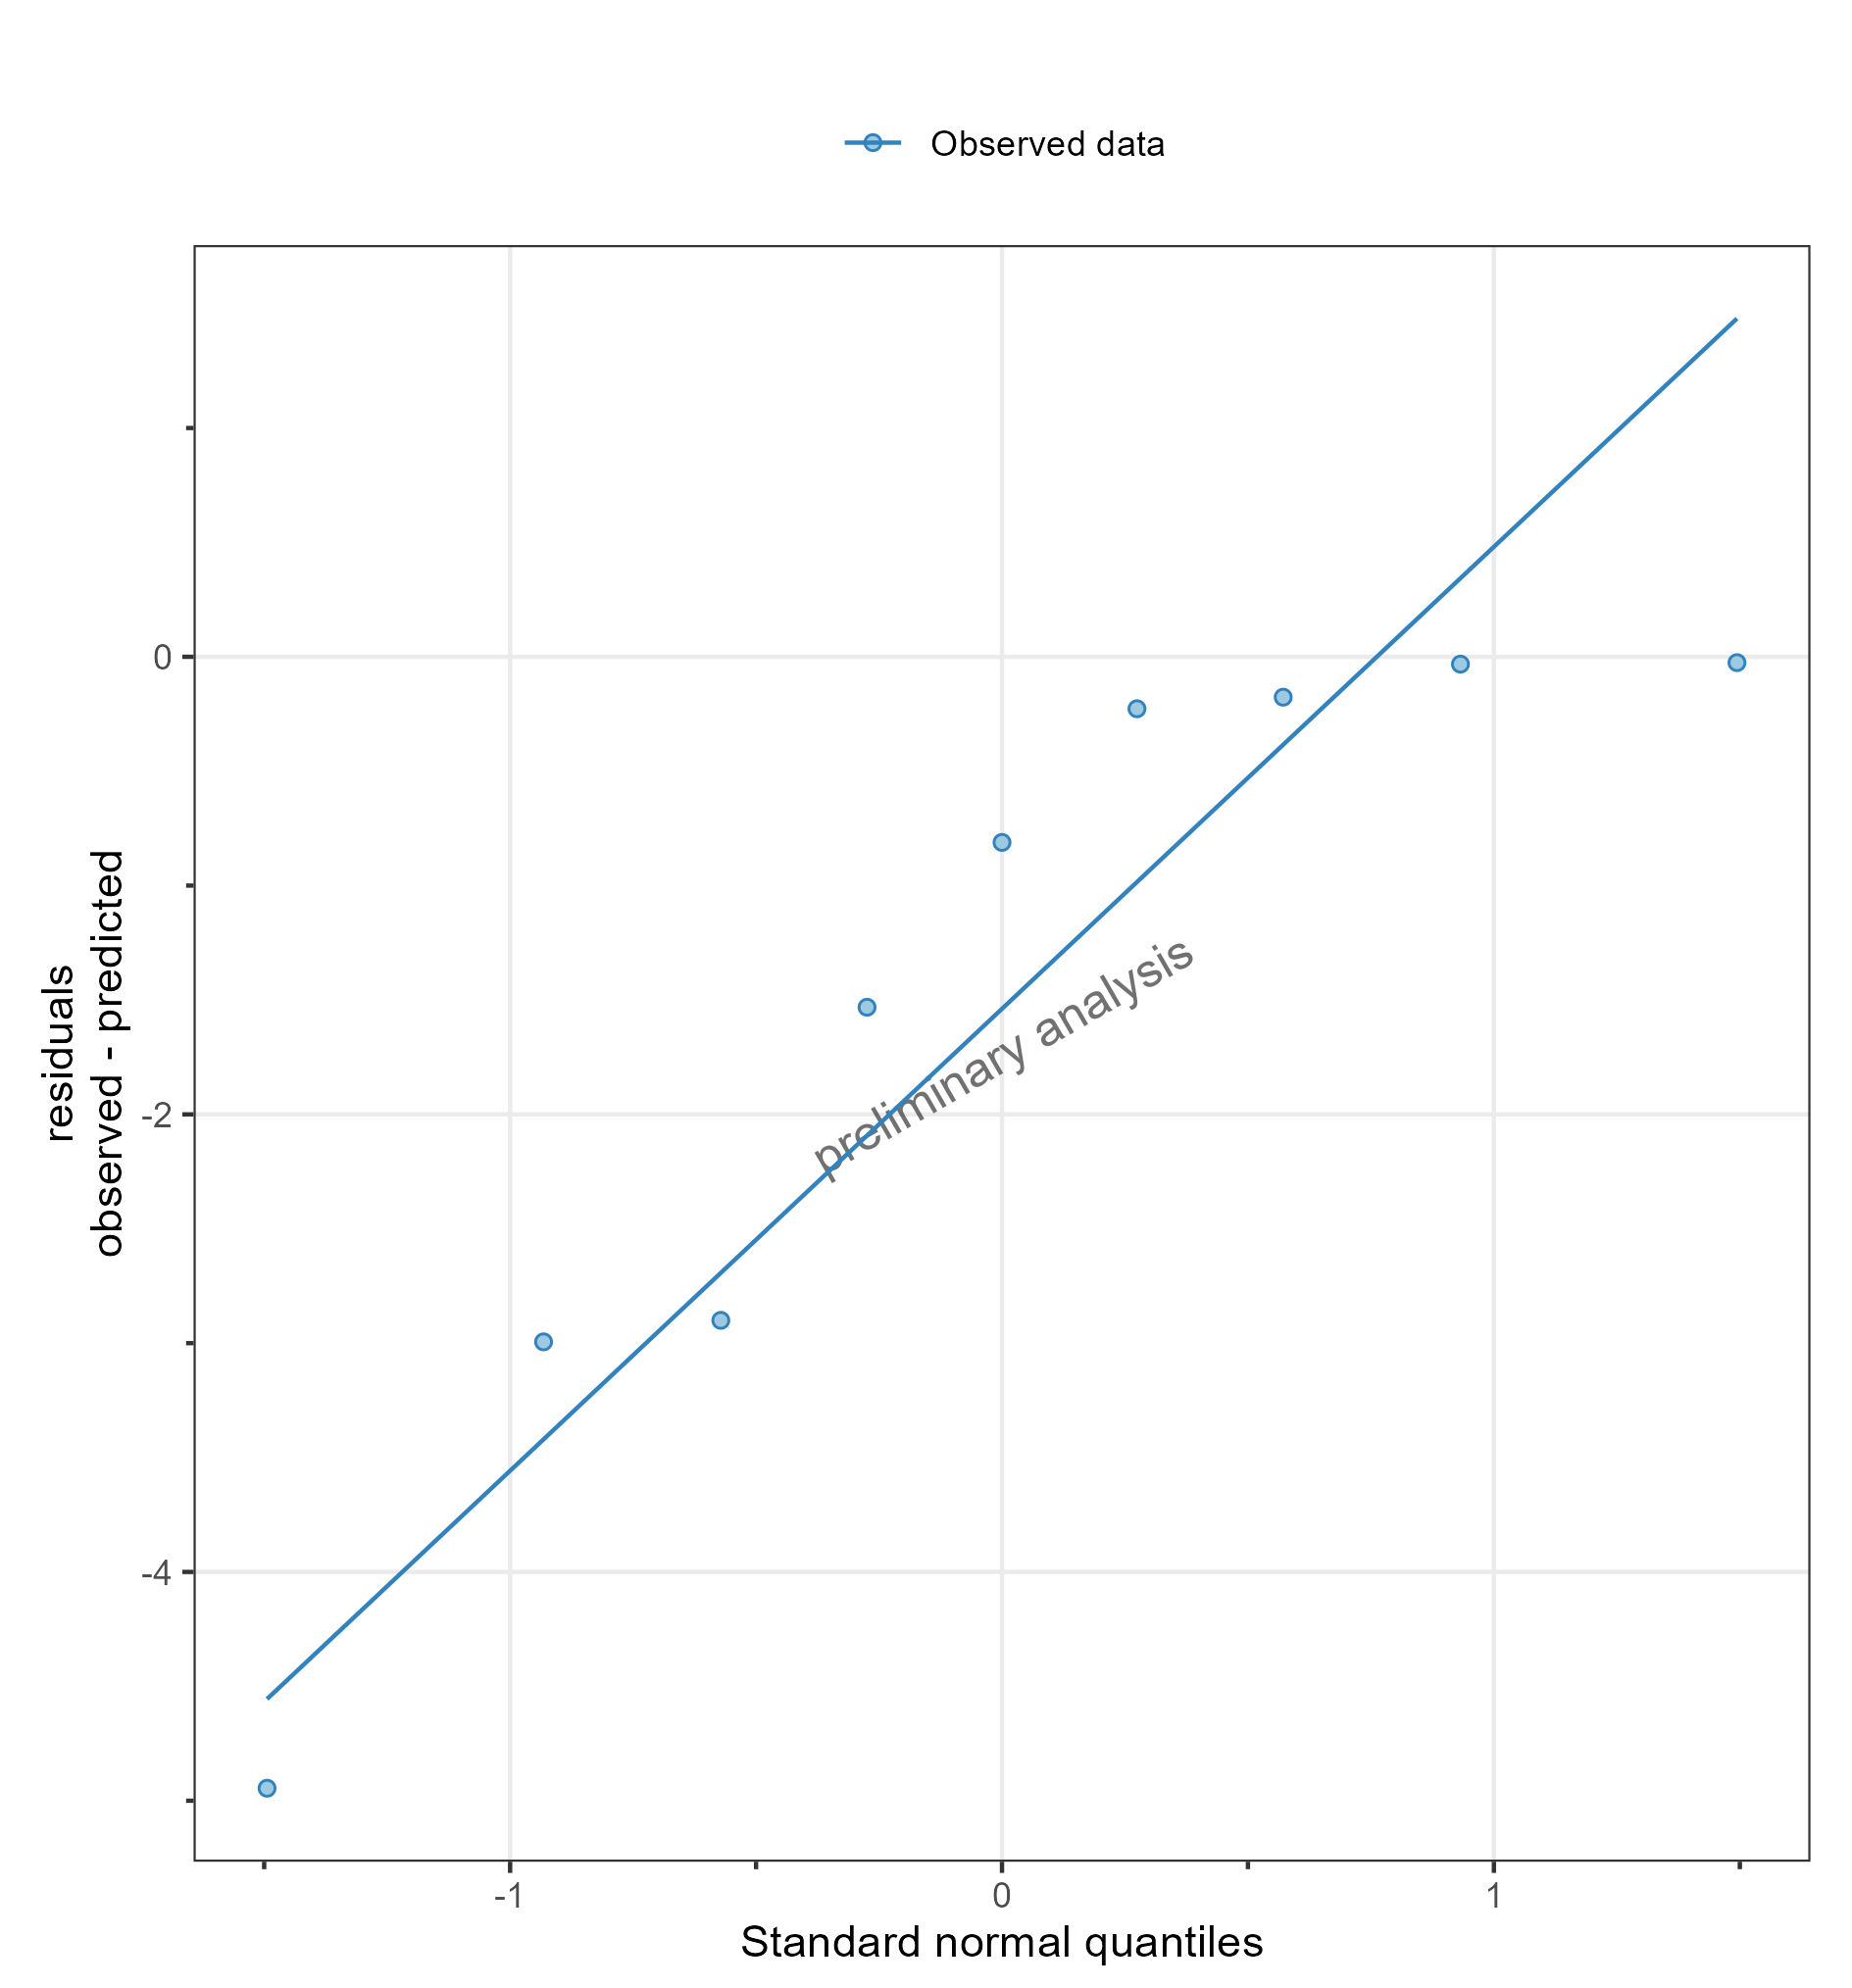 Observed data
residuals
observed - predicted
0
-2
-4
preliminary analysis
-1
0
1
Standard normal quantiles